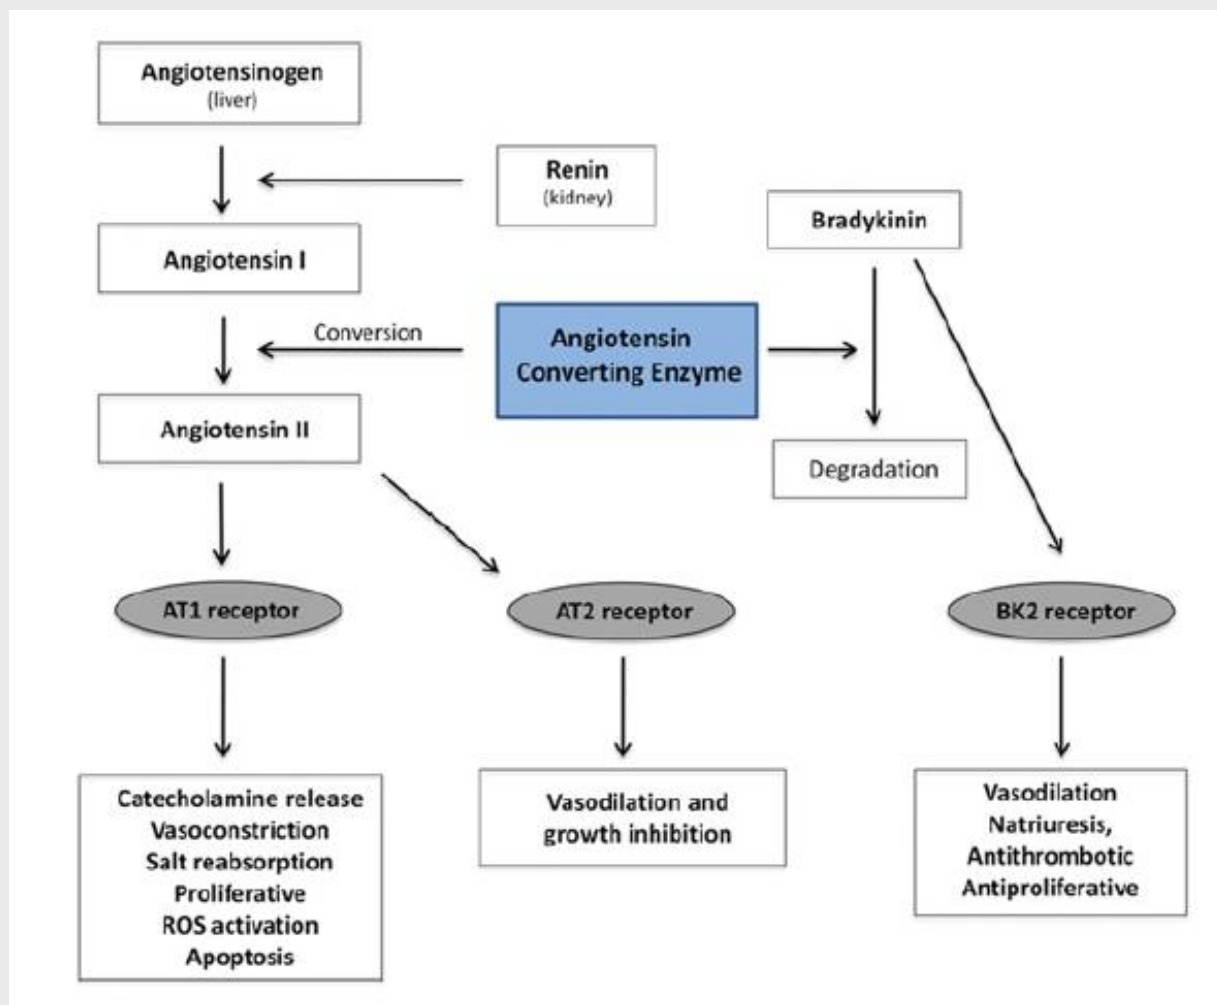 Angiotensinogen
(liver)
Renin
(kidney)
Bradykinin
Angiotensin I
Conversion
Angiotensin
Converting Enzyme
Angiotensin II
Degradation
AT1 receptor
AT2 receptor
BK2 receptor
Catecholamine release
Vasoconstriction
Salt reabsorption
Proliferative
ROS activation
Apoptosis
Vasodilation and
growth inhibition
Vasodilation
Natriuresis,
Antithrombotic
Antiproliferative